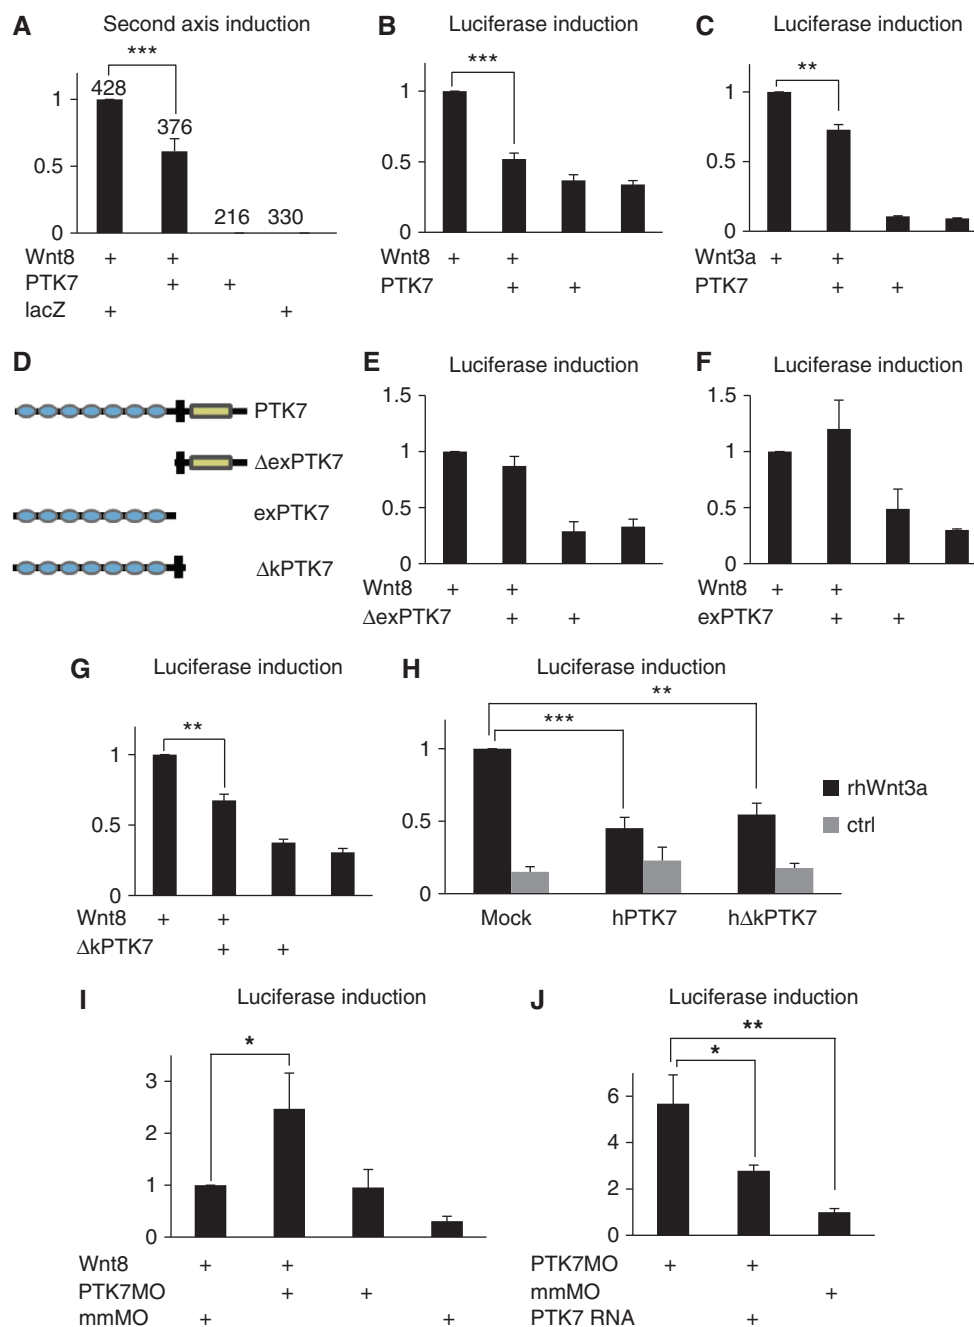 A Second axis induction
***
428
376
216 330
1
0.5
0
Wnt8 + +
PTK7 + +
lacZ + +
B Luciferase induction
***
1
0.5
0
Wnt8 + +
PTK7 + +
C Luciferase induction
**
1
0.5
0
Wnt3a + +
PTK7 + +
D
PTK7
ΔexPTK7
exPTK7
ΔkPTK7
E Luciferase induction
1.5
1
0.5
0
Wnt8 + +
ΔexPTK7 + +
F Luciferase induction
1.5
1
0.5
0
Wnt8 + +
exPTK7 + +
G Luciferase induction
**
1
0.5
0
Wnt8 + +
ΔkPTK7 + +
H Luciferase induction
**
***
1
0.5
0
Mock hPTK7 hΔkPTK7
rhWnt3a
ctrl
I Luciferase induction
*
3
2
1
0
Wnt8 + +
PTK7MO + +
mmMO + +
J Luciferase induction
**
*
6
4
2
0
PTK7MO + +
mmMO +
PTK7 RNA +